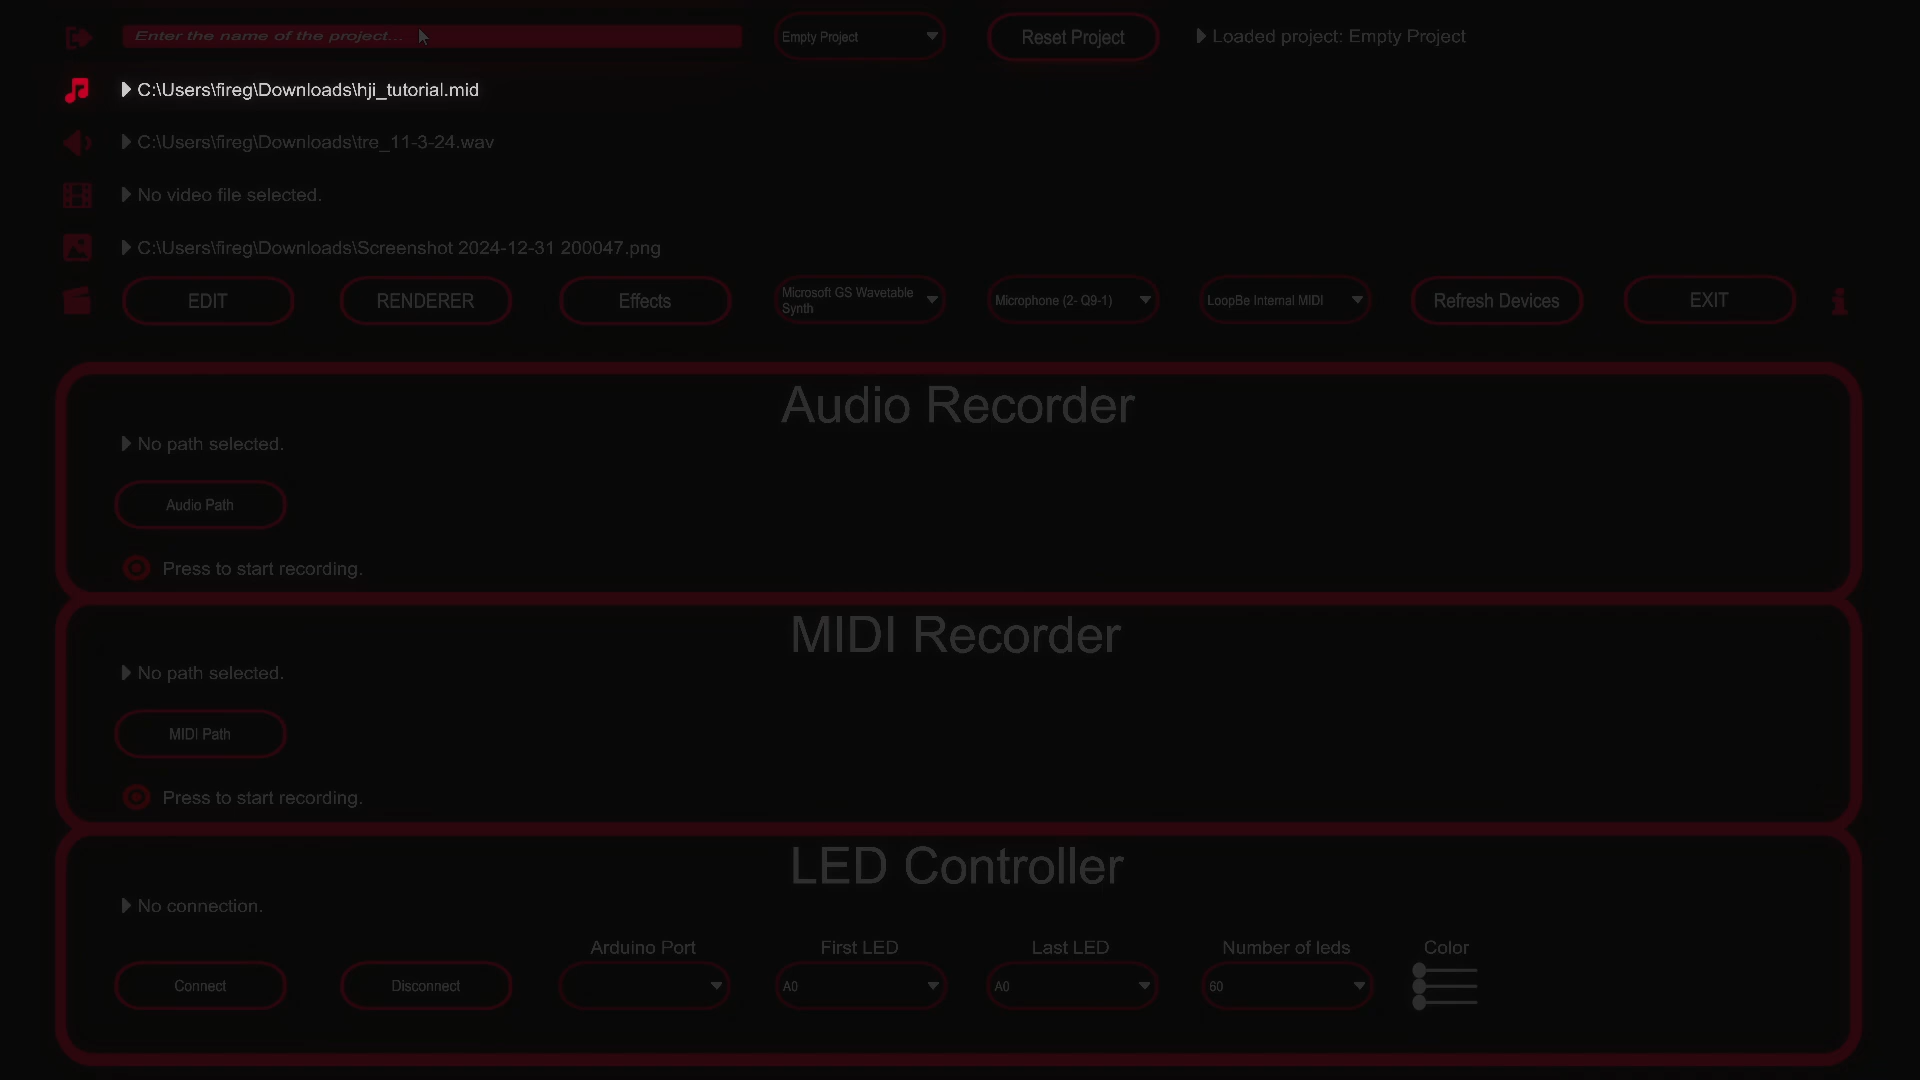 Enter the name of the project...
Empty Project
Reset Project
Loaded project: Empty Project
C:\Users\fireg\Downloads\hji_tutorial.mid
C:\Users\fireg\Downloads\tre_11-3-24.wav
No video file selected.
C:\Users\fireg\Downloads\Screenshot 2024-12-31 200047.png
EDIT
RENDERER
Effects
Microsoft GS Wavetable
Synth
Microphone (2- Q9-1)
LoopBe Internal MIDI
Refresh Devices
EXIT
Audio Recorder
No path selected.
Audio Path
Press to start recording.
MIDI Recorder
No path selected.
MIDI Path
Press to start recording.
LED Controller
No connection.
Arduino Port
First LED
Last LED
Number of leds
Color
Connect
Disconnect
A0
A0
60